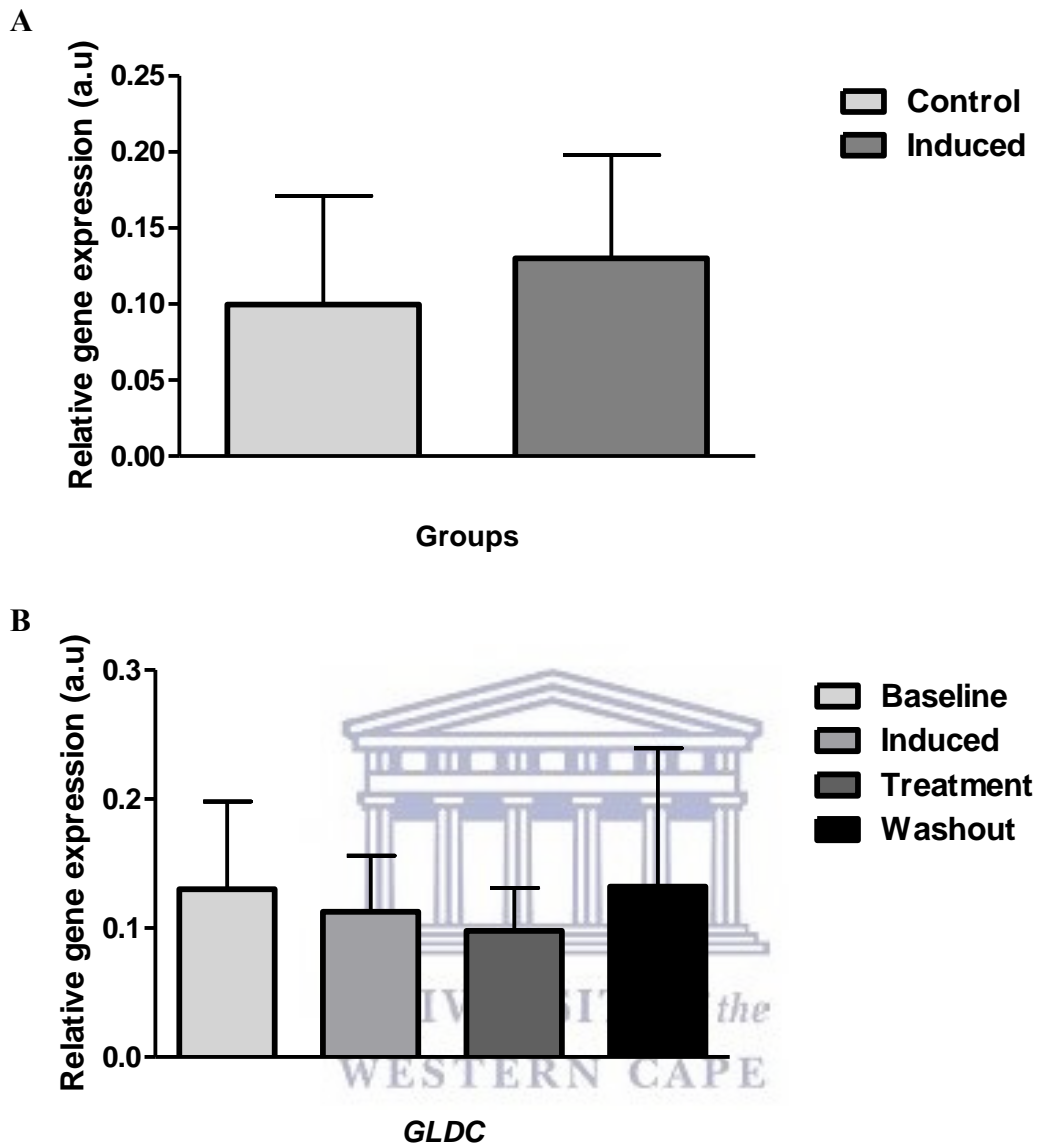 A
Relative gene expression (a.u)
0.25
0.20
0.15
0.10
0.05
0.00
Control
Induced
Groups
B
Relative gene expression (a.u)
0.3
0.2
0.1
0.0
Baseline
Induced
Treatment
Washout
the
WESTERN CAPE
GLDC